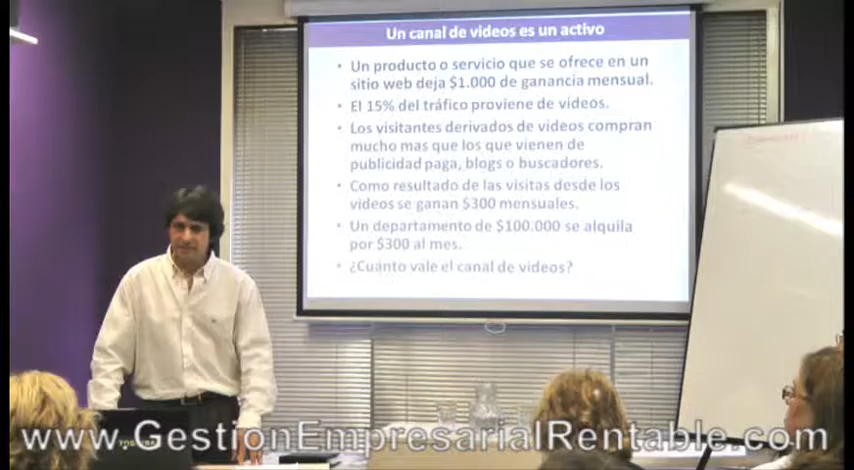 Un canal de videos es un activo
• Un producto o servicio que se ofrece en un
sitio web deja $1.000 de ganancia mensual.
• El 15% del tráfico proviene de videos.
• Los visitantes derivados de videos compran
mucho mas que los que vienen de
publicidad paga, blogs o buscadores.
• Como resultado de las visitas desde los
videos se ganan $300 mensuales.
• Un departamento de $100.000 se alquila
por $300 al mes.
• ¿Cuánto vale el canal de videos?
TOSHIBA
www.GestionEmpresarialRentable.com